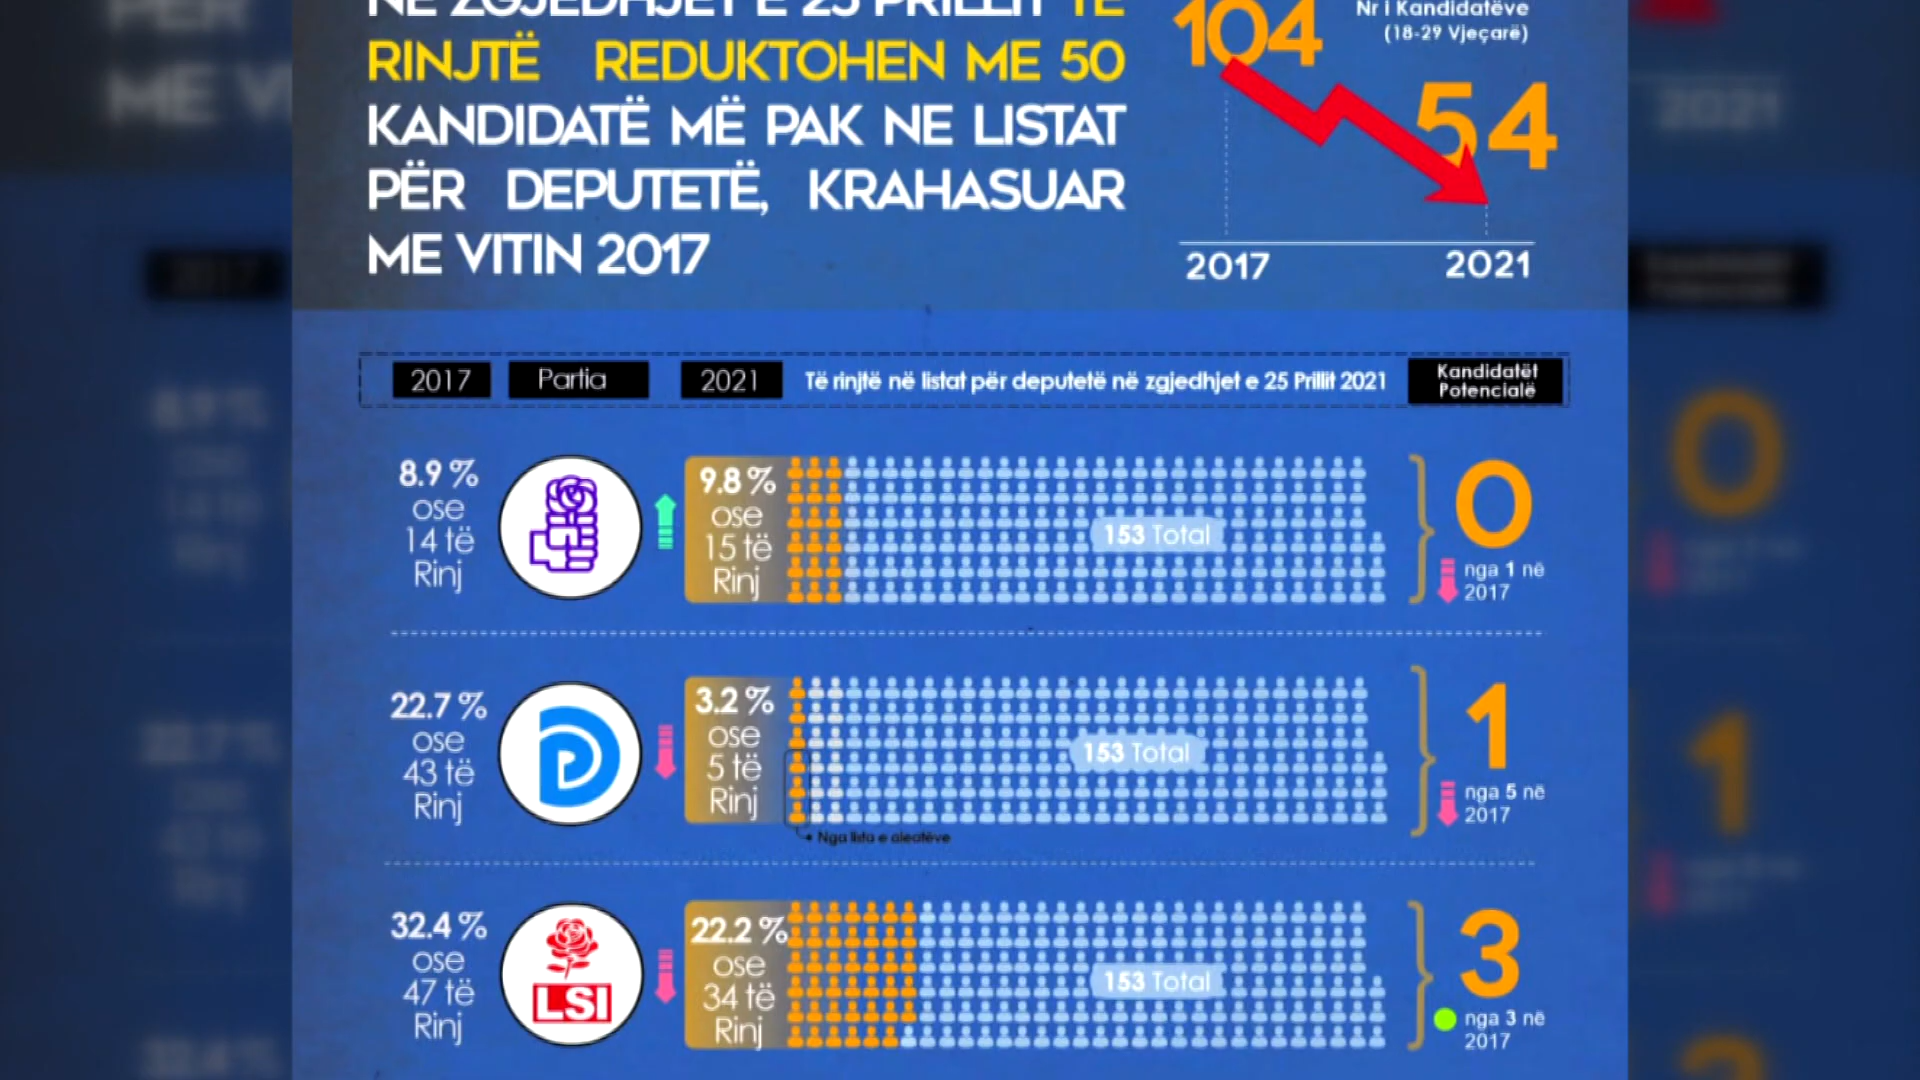 NË ZGJEDHJET E 25 PRILLIT TË
RINJTË REDUKTOHEN ME 50
KANDIDATË MË PAK NE LISTAT
PËR DEPUTETË, KRAHASUAR
ME VITIN 2017
104
Nr i Kandidatëve
(18-29 Vjeçarë)
54
2017
2021
2017
Partia
2021
Të rinjtë në listat për deputetë në zgjedhjet e 25 Prillit 2021
Kandidatët
Potencialë
8.9 %
ose
14 të
Rinj
9.8 %
ose
15 të
Rinj
153 Total
0
nga 1 në
2017
22.7 %
ose
43 të
Rinj
3.2 %
ose
5 të
Rinj
153 Total
Nga lista e aleatëve
1
nga 5 në
2017
32.4 %
ose
47 të
Rinj
LSI
22.2 %
ose
34 të
Rinj
153 Total
3
nga 3 në
2017